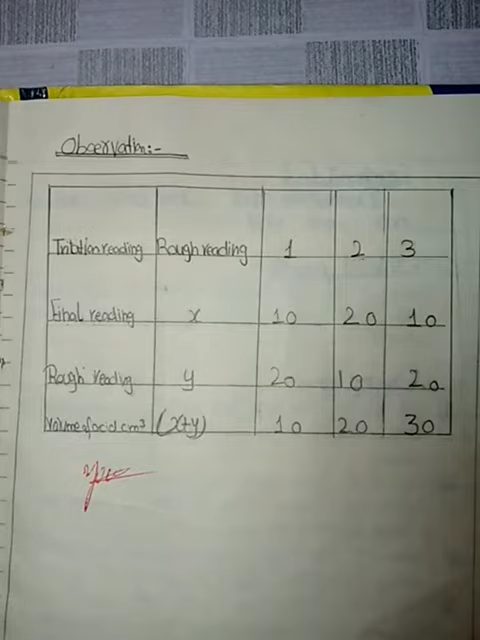 Observation:-
Tritation reading Rough reading 1 2 3
Final reading x 10 20 10
Rough reading y 20 10 20
Volume of acid cm³ (x+y) 10 20 30